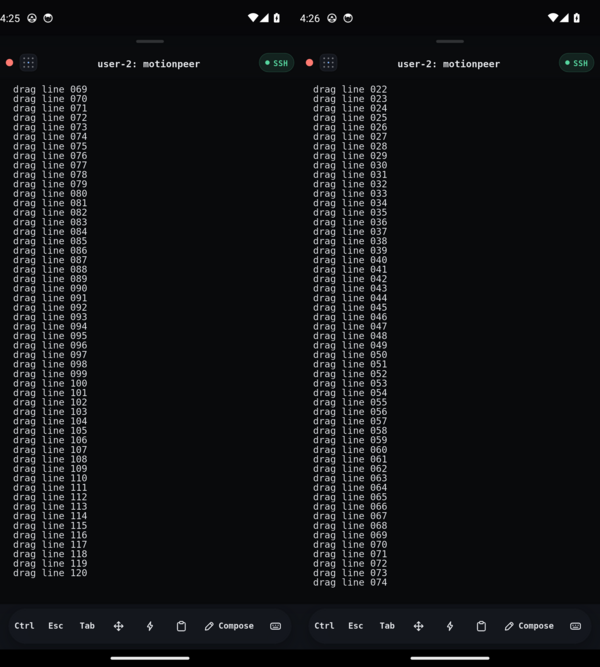 4:25
user-2: motionpeer
SSH
drag line 069
drag line 070
drag line 071
drag line 072
drag line 073
drag line 074
drag line 075
drag line 076
drag line 077
drag line 078
drag line 079
drag line 080
drag line 081
drag line 082
drag line 083
drag line 084
drag line 085
drag line 086
drag line 087
drag line 088
drag line 089
drag line 090
drag line 091
drag line 092
drag line 093
drag line 094
drag line 095
drag line 096
drag line 097
drag line 098
drag line 099
drag line 100
drag line 101
drag line 102
drag line 103
drag line 104
drag line 105
drag line 106
drag line 107
drag line 108
drag line 109
drag line 110
drag line 111
drag line 112
drag line 113
drag line 114
drag line 115
drag line 116
drag line 117
drag line 118
drag line 119
drag line 120
Ctrl Esc Tab Compose
4:26
user-2: motionpeer
SSH
drag line 022
drag line 023
drag line 024
drag line 025
drag line 026
drag line 027
drag line 028
drag line 029
drag line 030
drag line 031
drag line 032
drag line 033
drag line 034
drag line 035
drag line 036
drag line 037
drag line 038
drag line 039
drag line 040
drag line 041
drag line 042
drag line 043
drag line 044
drag line 045
drag line 046
drag line 047
drag line 048
drag line 049
drag line 050
drag line 051
drag line 052
drag line 053
drag line 054
drag line 055
drag line 056
drag line 057
drag line 058
drag line 059
drag line 060
drag line 061
drag line 062
drag line 063
drag line 064
drag line 065
drag line 066
drag line 067
drag line 068
drag line 069
drag line 070
drag line 071
drag line 072
drag line 073
drag line 074
Ctrl Esc Tab Compose